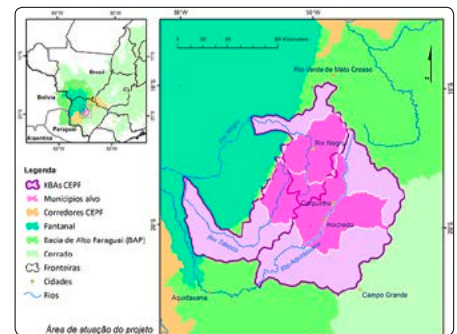 Brasil
Bolívia
Paraguai
Argentina
Legenda
KBAs CEPF
Municípios alvo
Corredores CEPF
Pantanal
Bacia do Alto Paraguai (BAP)
Cerrado
Fronteiras
Cidades
Rios
Área de atuação do projeto
Rio Verde de Mato Grosso
Rio Negro
Rio Negro
Corguinho
Rochedo
Rio Taboco
Rio Aquidauana
Aquidauana
Campo Grande